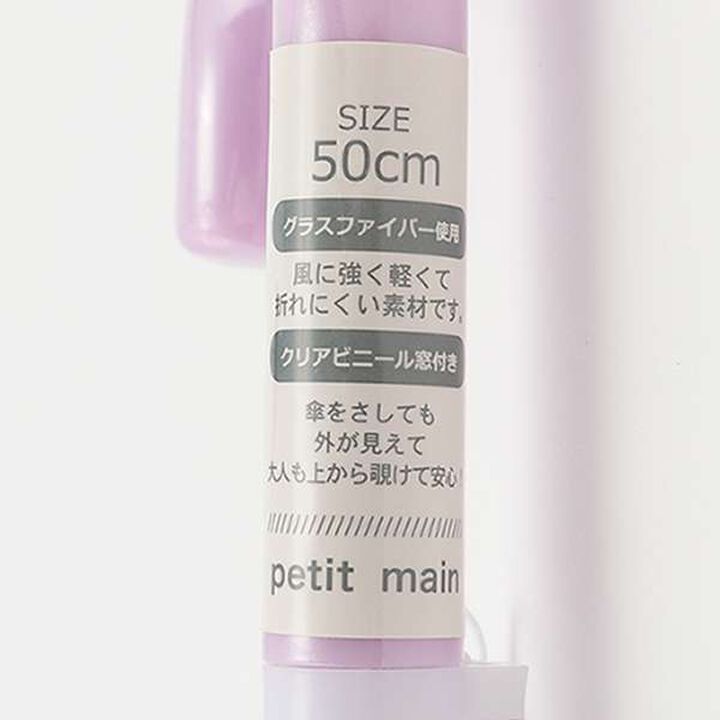 SIZE
50cm
グラスファイバー使用
風に強く軽くて
折れにくい素材です。
クリアビニール窓付き
傘をさしても
外が見えて
大人も上から覗けて安心!
petit main